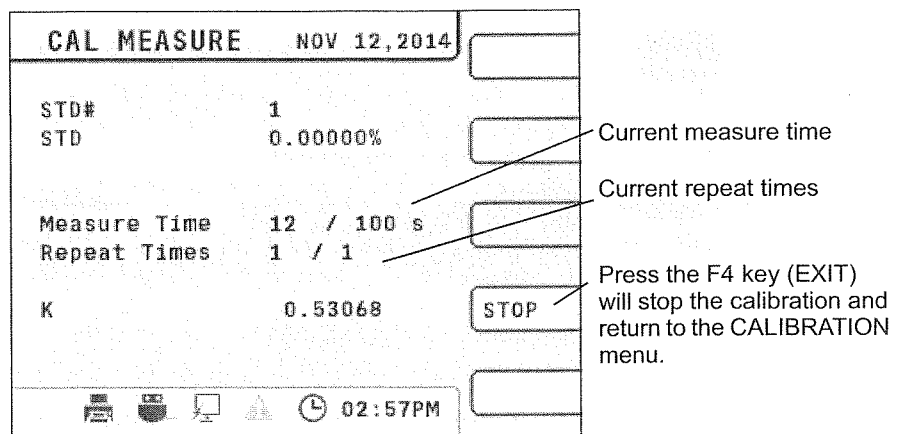 CAL MEASURE NOV 12,2014
STD# 1
STD 0.00000%
Measure Time 12 / 100 s
Repeat Times 1 / 1
K 0.53068
STOP
02:57PM
Current measure time
Current repeat times
Press the F4 key (EXIT)
will stop the calibration and
return to the CALIBRATION
menu.